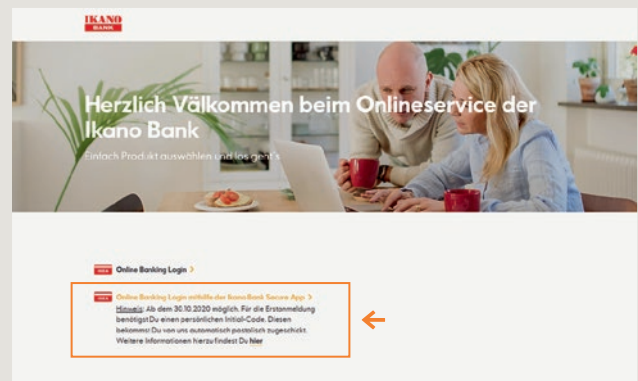 IKANO
BANK
Herzlich Välkommen beim Onlineservice der
Ikano Bank
Einfach Produkt auswählen und los geht's
Online Banking Login >
Online Banking Login mithilfe der Ikano Bank Secure App >
Hinweis: Ab dem 30.10.2020 möglich. Für die Erstanmeldung
benötigst Du einen persönlichen Initial-Code. Diesen
bekommst Du von uns automatisch postalisch zugeschickt.
Weitere Informationen hierzu findest Du hier